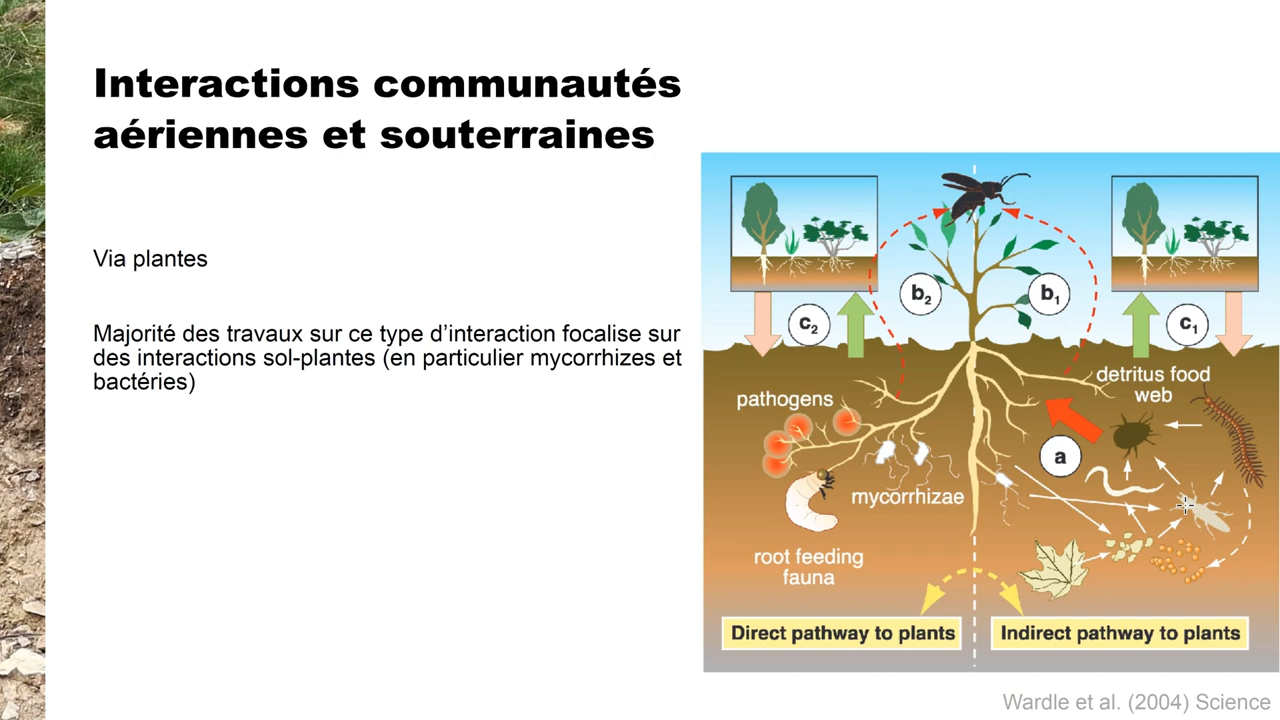 Interactions communautés
aériennes et souterraines
Via plantes
Majorité des travaux sur ce type d’interaction focalise sur
des interactions sol-plantes (en particulier mycorrhizes et
bactéries)
b2
b1
c2
c1
detritus food
web
pathogens
a
mycorrhizae
root feeding
fauna
Direct pathway to plants
Indirect pathway to plants
Wardle et al. (2004) Science